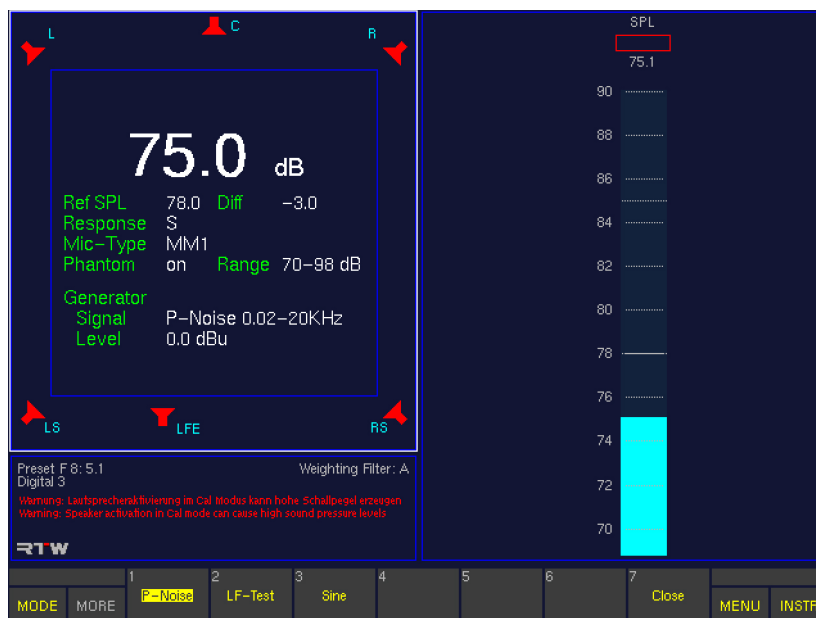 L
C
R
75.0 dB
Ref SPL 78.0 Diff −3.0
Response S
Mic−Type MM1
Phantom on Range 70−98 dB
Generator
Signal P−Noise 0.02−20KHz
Level 0.0 dBu
LS
LFE
RS
Preset F 8: 5.1 Weighting Filter: A
Digital 3
Warnung: Lautsprecheraktivierung im Cal Modus kann hohe Schallpegel erzeugen
Warning: Speaker activation in Cal mode can cause high sound pressure levels
RTW
SPL
75.1
90
88
86
84
82
80
78
76
74
72
70
1 2 3 4 5 6 7
MODE MORE P−Noise LF−Test Sine Close MENU INSTR